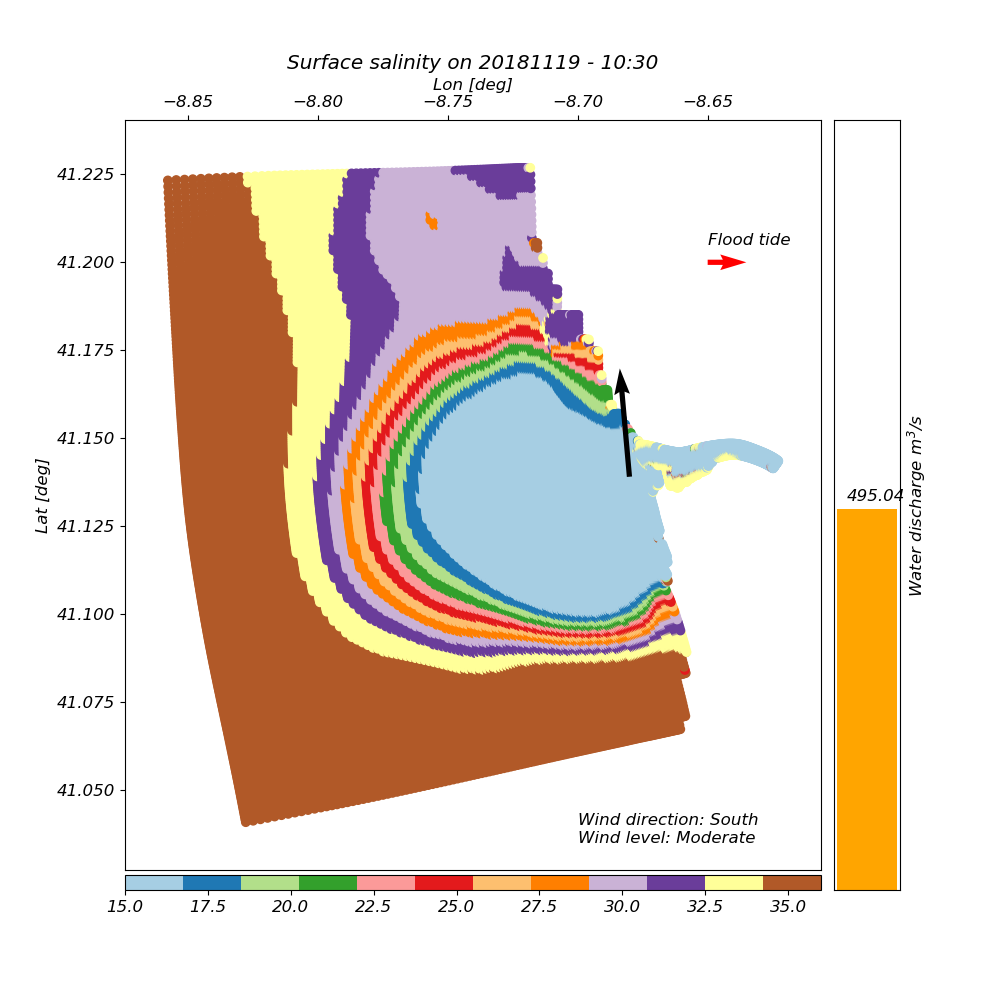 Surface salinity on 20181119 - 10:30
Lon [deg]
−8.85 −8.80 −8.75 −8.70 −8.65
41.225
41.200
41.175
41.150
41.125
41.100
41.075
41.050
Lat [deg]
Flood tide
495.04
Water discharge m³/s
Wind direction: South
Wind level: Moderate
15.0 17.5 20.0 22.5 25.0 27.5 30.0 32.5 35.0